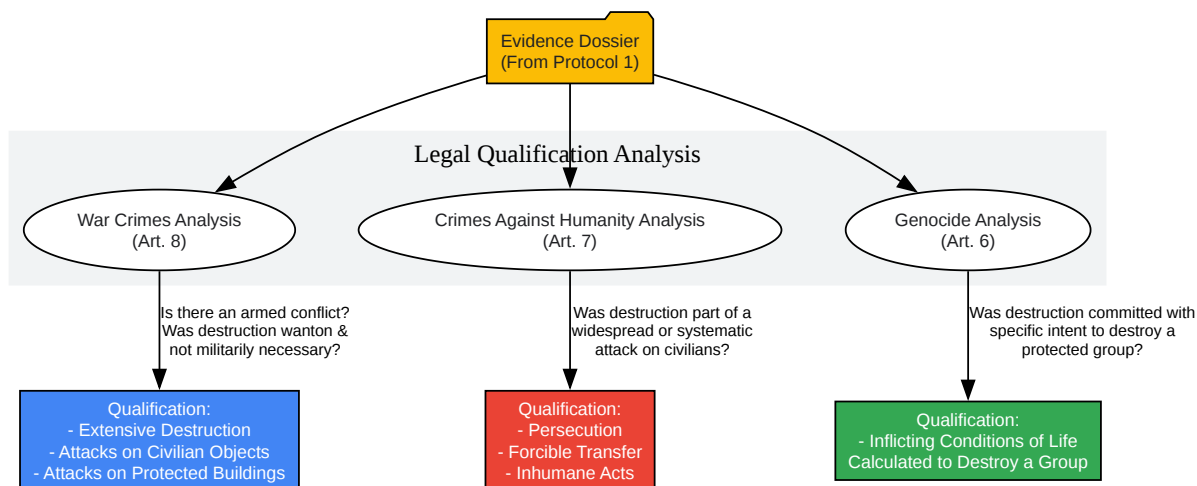 Evidence Dossier
(From Protocol 1)
Legal Qualification Analysis
War Crimes Analysis
(Art. 8)
Crimes Against Humanity Analysis
(Art. 7)
Genocide Analysis
(Art. 6)
Is there an armed conflict?
Was destruction wanton &
not militarily necessary?
Was destruction part of a
widespread or systematic
attack on civilians?
Was destruction committed with
specific intent to destroy a
protected group?
Qualification:
- Extensive Destruction
- Attacks on Civilian Objects
- Attacks on Protected Buildings
Qualification:
- Persecution
- Forcible Transfer
- Inhumane Acts
Qualification:
- Inflicting Conditions of Life
Calculated to Destroy a Group